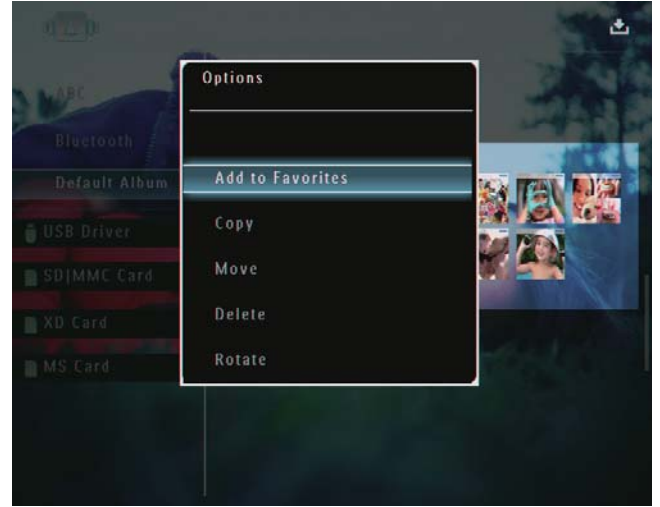 Options
ABC
Bluetooth
Default Album
USB Driver
SD|MMC Card
XD Card
MS Card
Add to Favorites
Copy
Move
Delete
Rotate